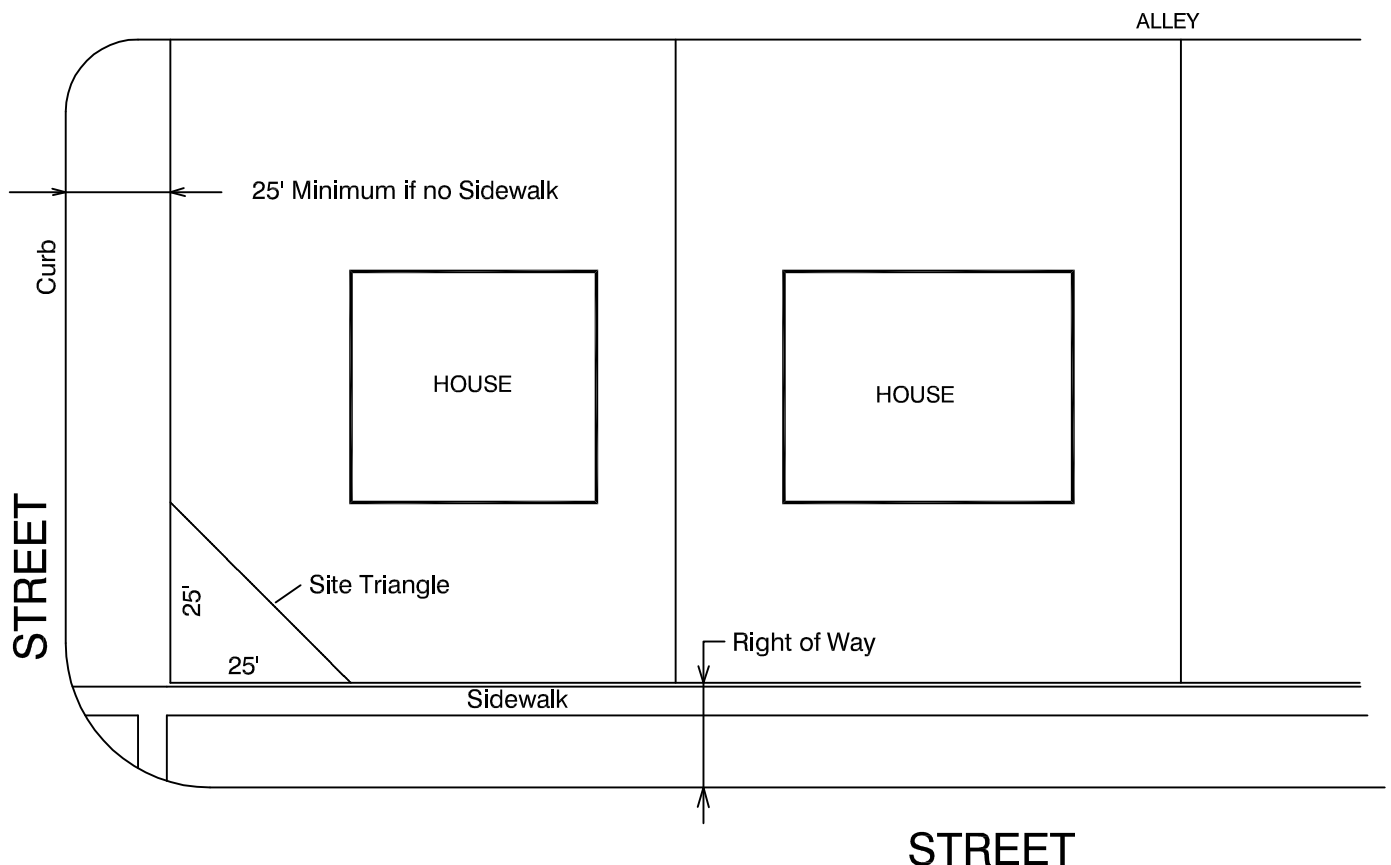 ALLEY
25' Minimum if no Sidewalk
Curb
HOUSE
HOUSE
STREET
25'
Site Triangle
25'
Right of Way
Sidewalk
STREET